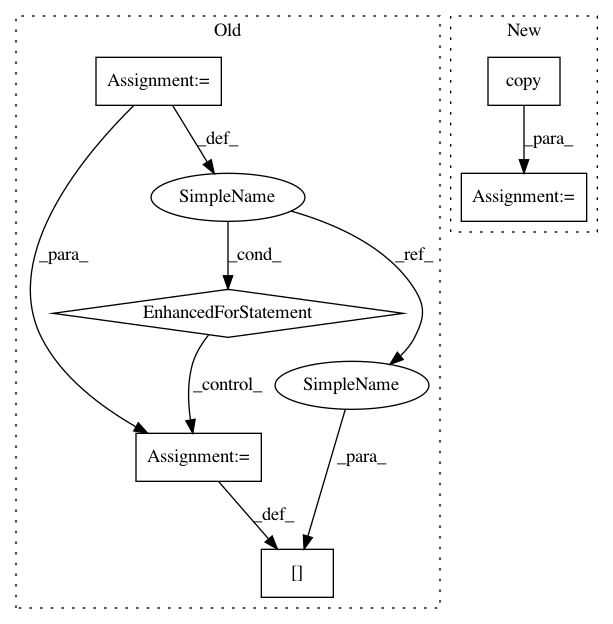 Old
New
Assignment:=
copy
_def_
_para_
SimpleName
Assignment:=
_para_
_cond_
_ref_
EnhancedForStatement
SimpleName
_control_
Assignment:=
_para_
_def_
[]